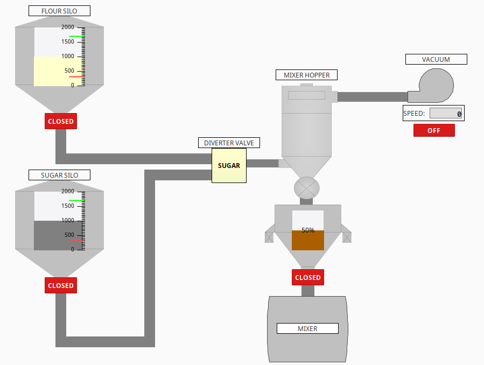 FLOUR SILO
2000
1500
1000
500
0
CLOSED
SUGAR SILO
2000
1500
1000
500
0
CLOSED
DIVERTER VALVE
SUGAR
MIXER HOPPER
50%
CLOSED
MIXER
VACUUM
SPEED: 0
OFF